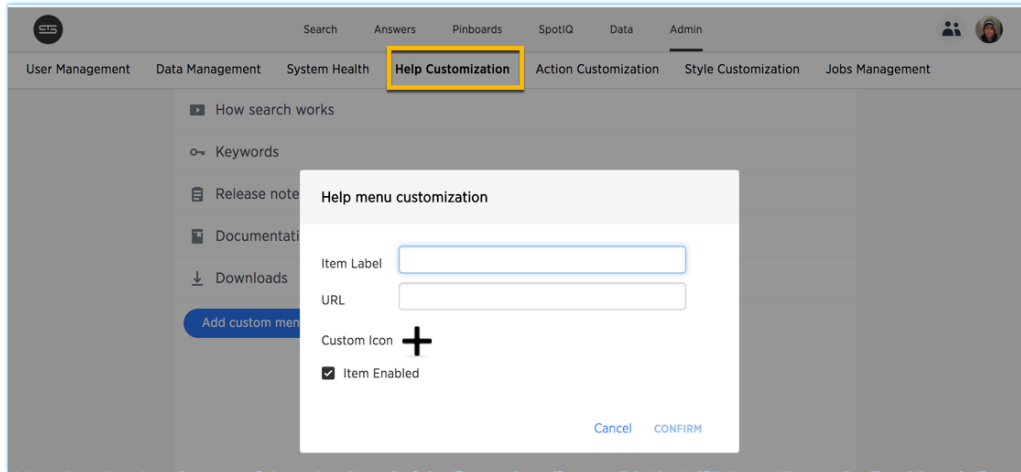 Search Answers Pinboards SpotIQ Data Admin
User Management Data Management System Health Help Customization Action Customization Style Customization Jobs Management
How search works
Keywords
Release note
Documentati
Downloads
Add custom men
Help menu customization
Item Label
URL
Custom Icon
Item Enabled
Cancel CONFIRM